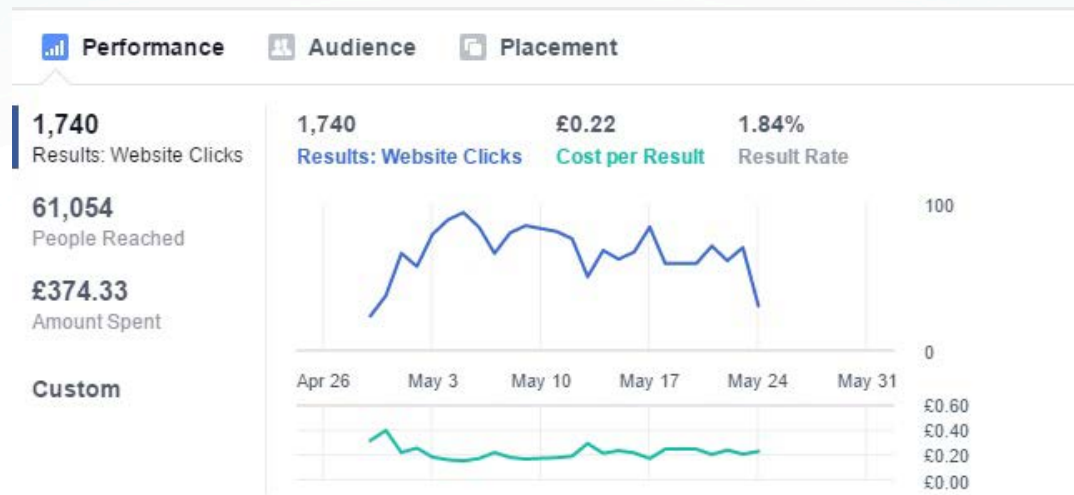 Performance Audience Placement
1,740
Results: Website Clicks
61,054
People Reached
£374.33
Amount Spent
Custom
1,740 £0.22 1.84%
Results: Website Clicks Cost per Result Result Rate
100
0
Apr 26 May 3 May 10 May 17 May 24 May 31
£0.60
£0.40
£0.20
£0.00